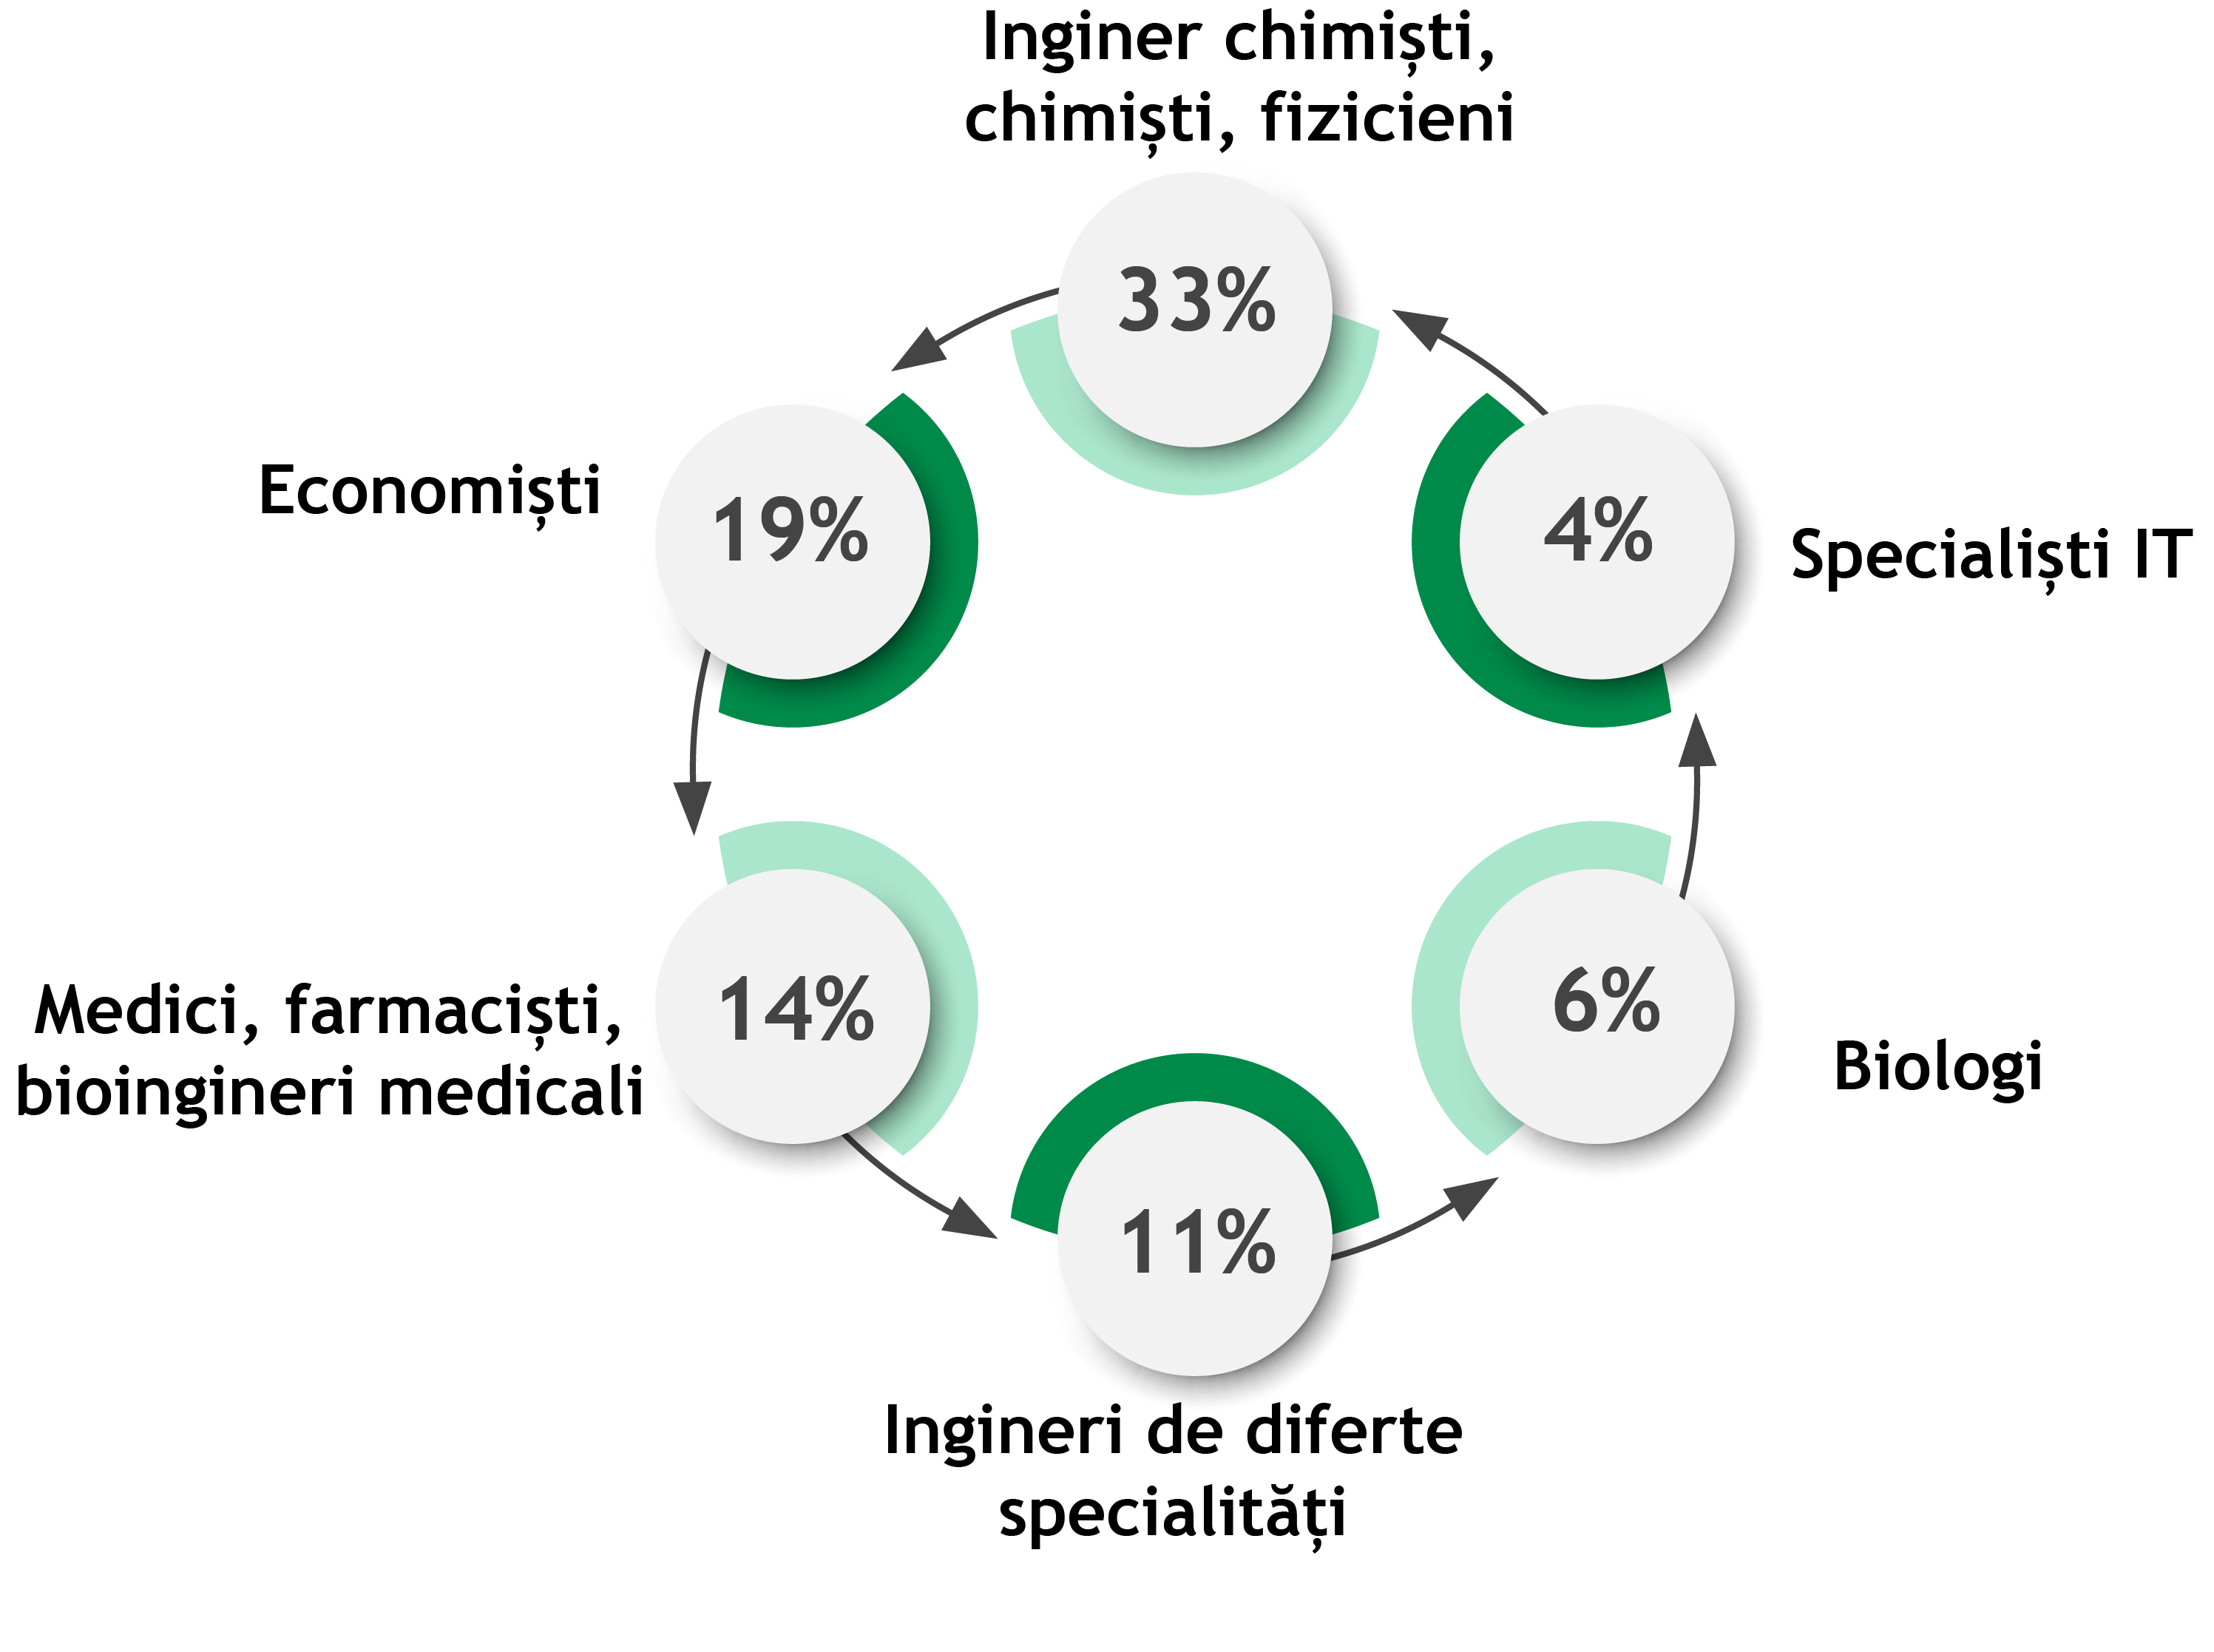 Inginer chimiști,
chimiști, fizicieni
33%
Economiști
19%
4%
Specialiști IT
Medici, farmaciști,
bioingineri medicali
14%
6%
Biologi
11%
Ingineri de diferte
specialități